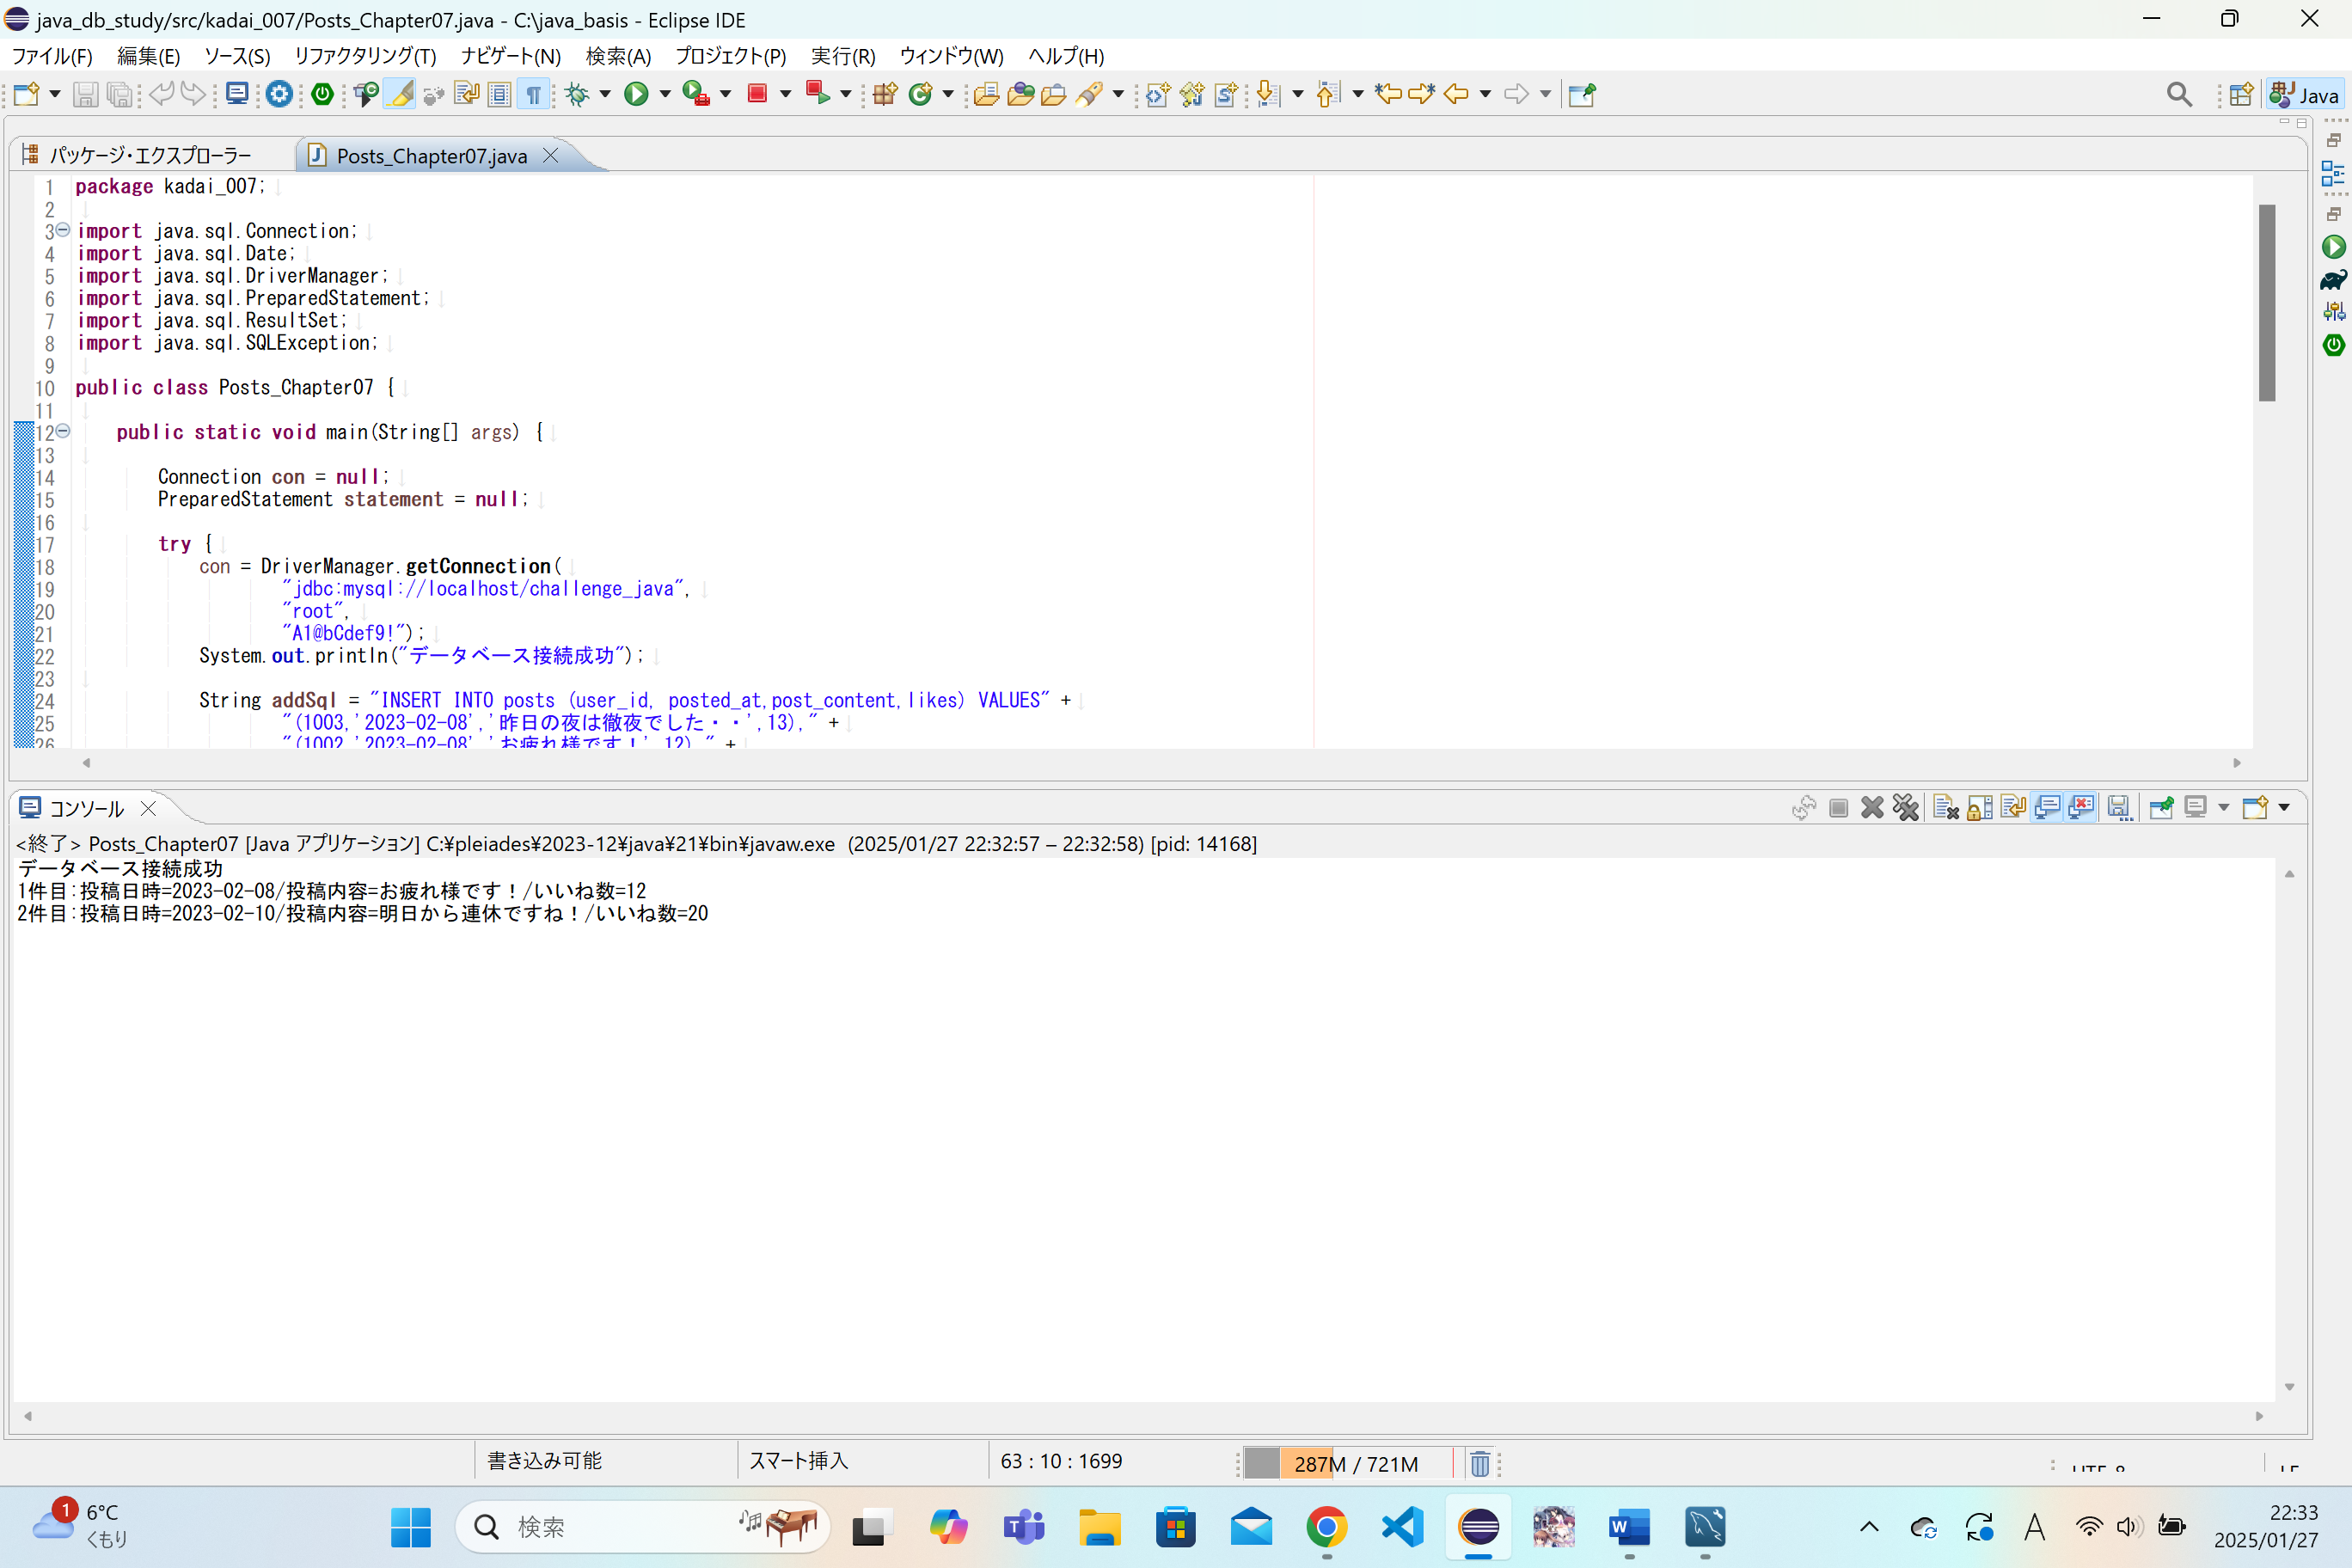 java_db_study/src/kadai_007/Posts_Chapter07.java - C:\java_basis - Eclipse IDE
ファイル(F) 編集(E) ソース(S) リファクタリング(T) ナビゲート(N) 検索(A) プロジェクト(P) 実行(R) ウィンドウ(W) ヘルプ(H)
Java
パッケージ・エクスプローラー Posts_Chapter07.java
1 package kadai_007;
2
3 import java.sql.Connection;
4 import java.sql.Date;
5 import java.sql.DriverManager;
6 import java.sql.PreparedStatement;
7 import java.sql.ResultSet;
8 import java.sql.SQLException;
9
10 public class Posts_Chapter07 {
11
12 public static void main(String[] args) {
13
14 Connection con = null;
15 PreparedStatement statement = null;
16
17 try {
18 con = DriverManager.getConnection(
19 "jdbc:mysql://localhost/challenge_java",
20 "root",
21 "A1@bCdef9!");
22 System.out.println("データベース接続成功");
23
24 String addSql = "INSERT INTO posts (user_id, posted_at,post_content,likes) VALUES" +
25 "(1003,'2023-02-08','昨日の夜は徹夜でした・・',13)," +
26 "(1002,'2023-02-08','お疲れ様です！',12)," +
コンソール
<終了> Posts_Chapter07 [Java アプリケーション] C:¥pleiades¥2023-12¥java¥21¥bin¥javaw.exe (2025/01/27 22:32:57 – 22:32:58) [pid: 14168]
データベース接続成功
1件目:投稿日時=2023-02-08/投稿内容=お疲れ様です！/いいね数=12
2件目:投稿日時=2023-02-10/投稿内容=明日から連休ですね！/いいね数=20
書き込み可能 スマート挿入 63 : 10 : 1699 287M / 721M UTF-8 LF
1 6°C
くもり
検索
A
22:33
2025/01/27